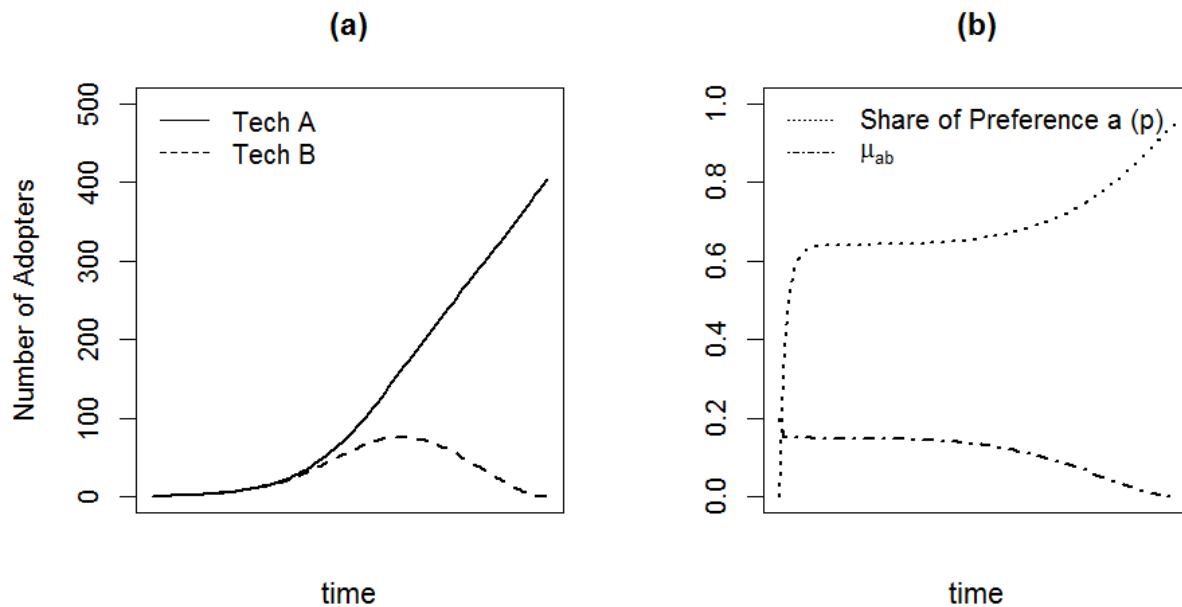 (a)
Number of Adopters
500
400
300
200
100
0
Tech A
Tech B
time
(b)
1.0
0.8
0.6
0.4
0.2
0.0
Share of Preference a (p)
μab
time